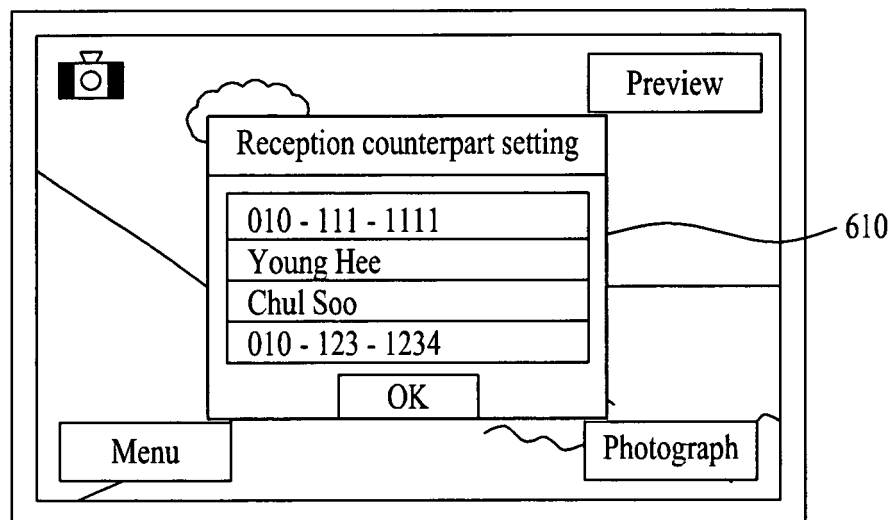 Preview
Reception counterpart setting
010 - 111 - 1111
Young Hee
Chul Soo
010 - 123 - 1234
OK
610
Menu
Photograph